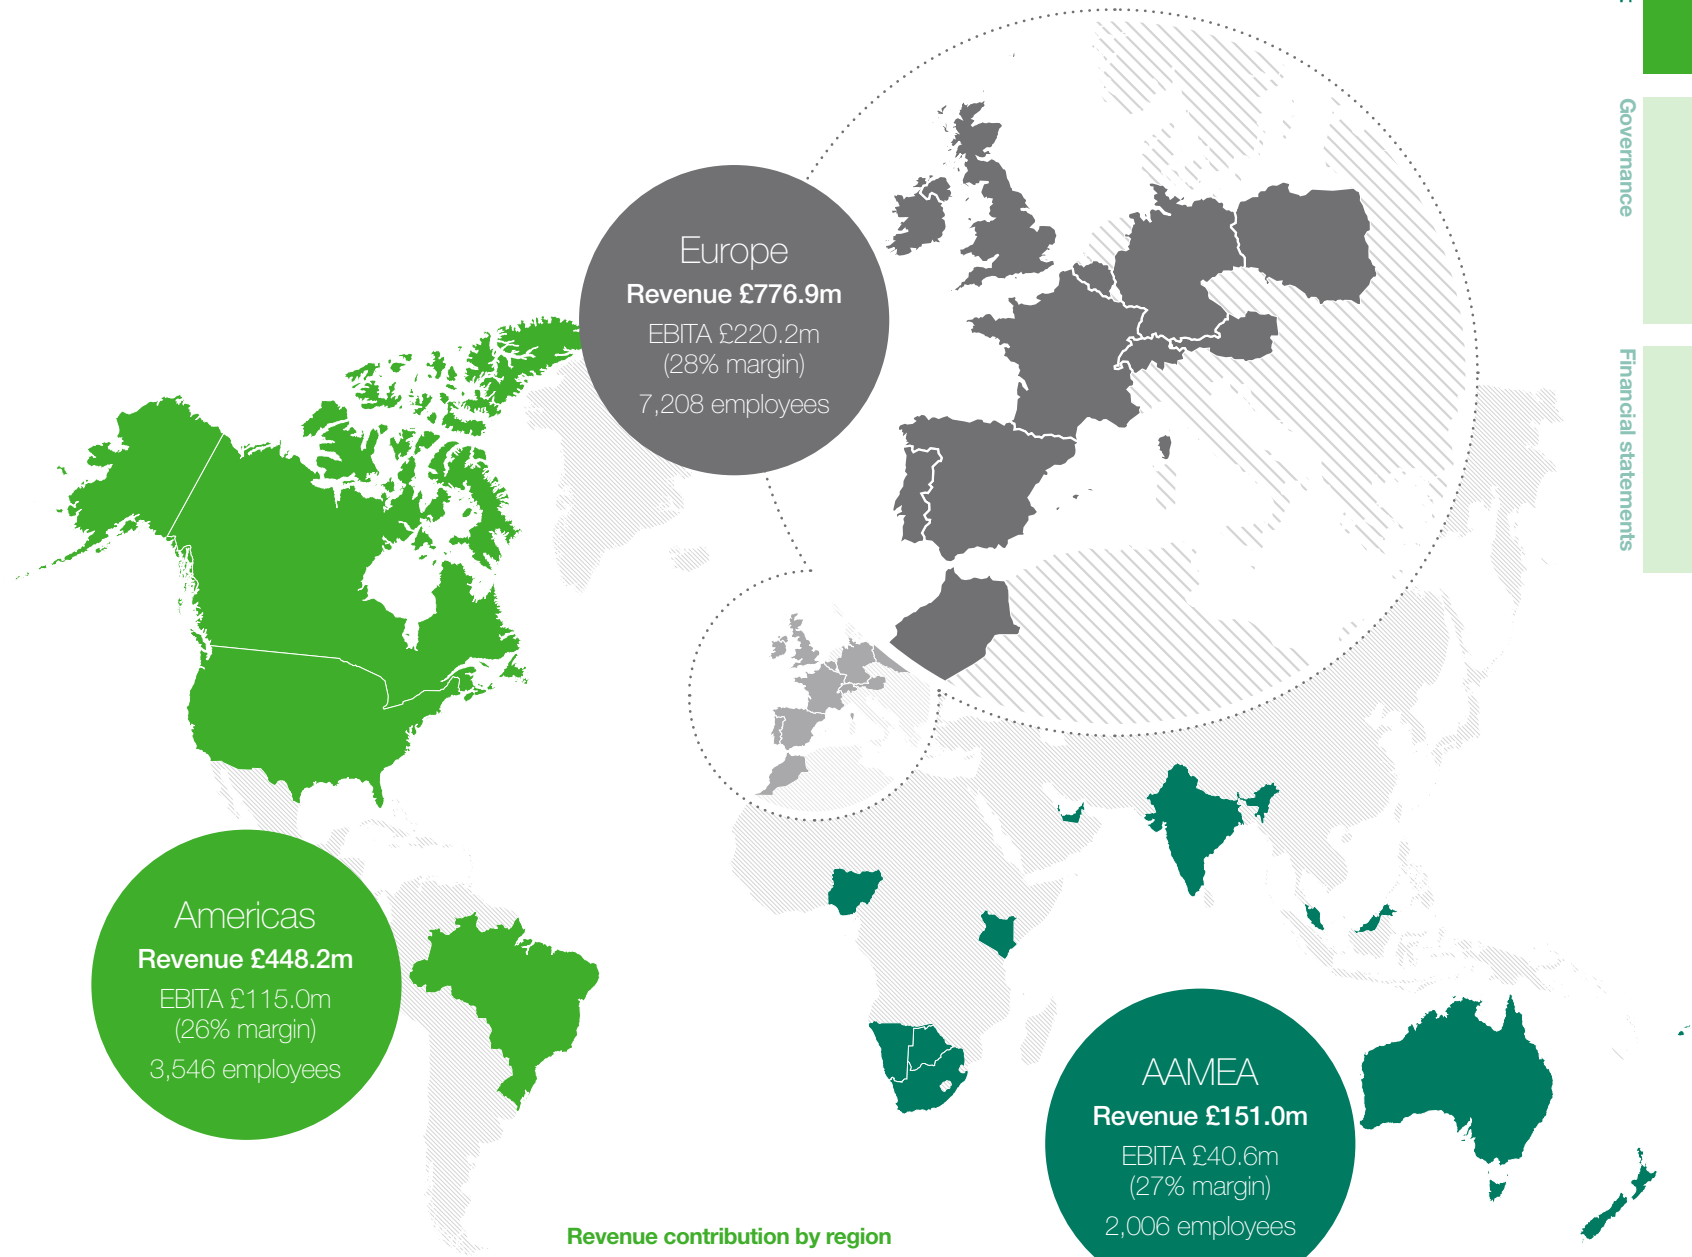 Europe
Revenue £776.9m
EBITA £220.2m
(28% margin)
7,208 employees
Americas
Revenue £448.2m
EBITA £115.0m
(26% margin)
3,546 employees
AAMEA
Revenue £151.0m
EBITA £40.6m
(27% margin)
2,006 employees
Revenue contribution by region
Governance
Financial statements